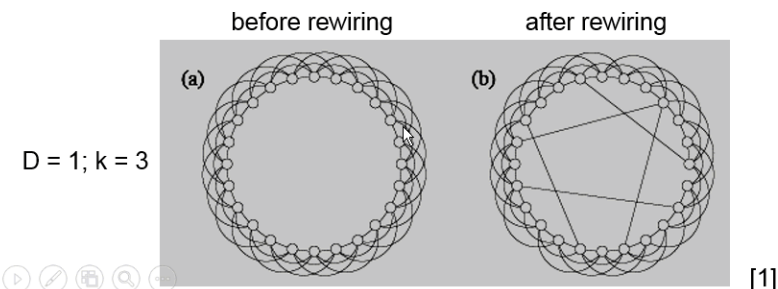 before rewiring
after rewiring
(a)
(b)
D = 1; k = 3
[1]